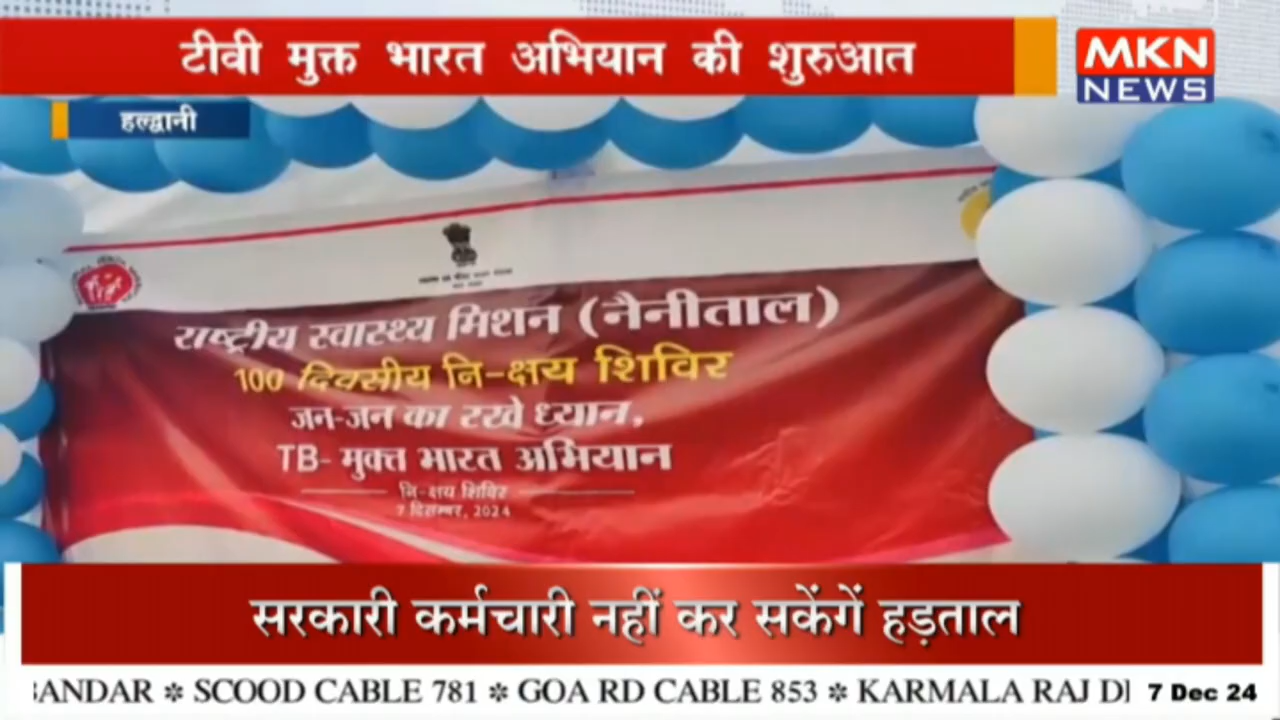 टीवी मुक्त भारत अभियान की शुरुआत
MKN
NEWS
हल्द्वानी
राष्ट्रीय स्वास्थ्य मिशन (नैनीताल)
100 दिवसीय नि-क्षय शिविर
जन-जन का रखे ध्यान,
TB- मुक्त भारत अभियान
नि-क्षय शिविर
7 दिसम्बर, 2024
सरकारी कर्मचारी नहीं कर सकेंगें हड़ताल
ANDAR ✲ SCOOD CABLE 781 ✲ GOA RD CABLE 853 ✲ KARMALA RAJ 7 Dec 24